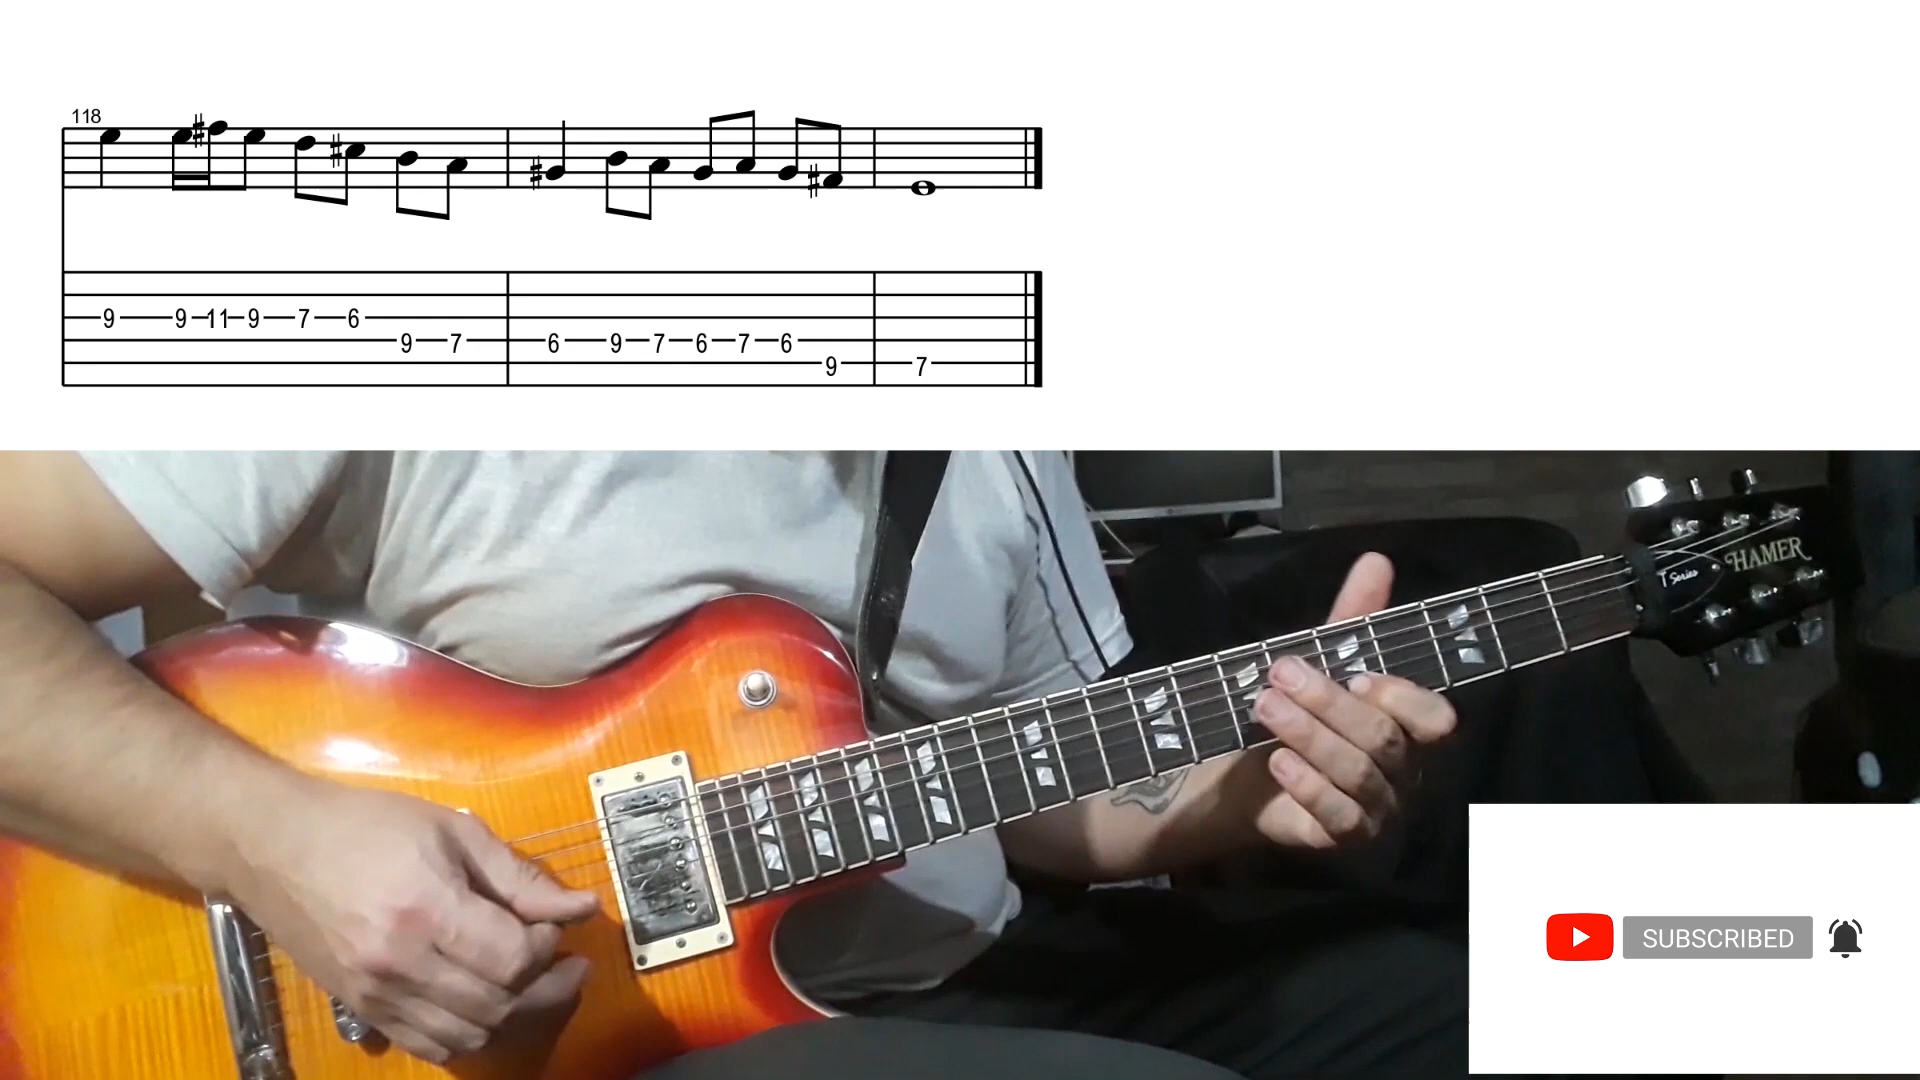 118
9 9 11 9 7 6
9 7 6 9 7 6 7 6
9 7
HAMER
T Series
SUBSCRIBED